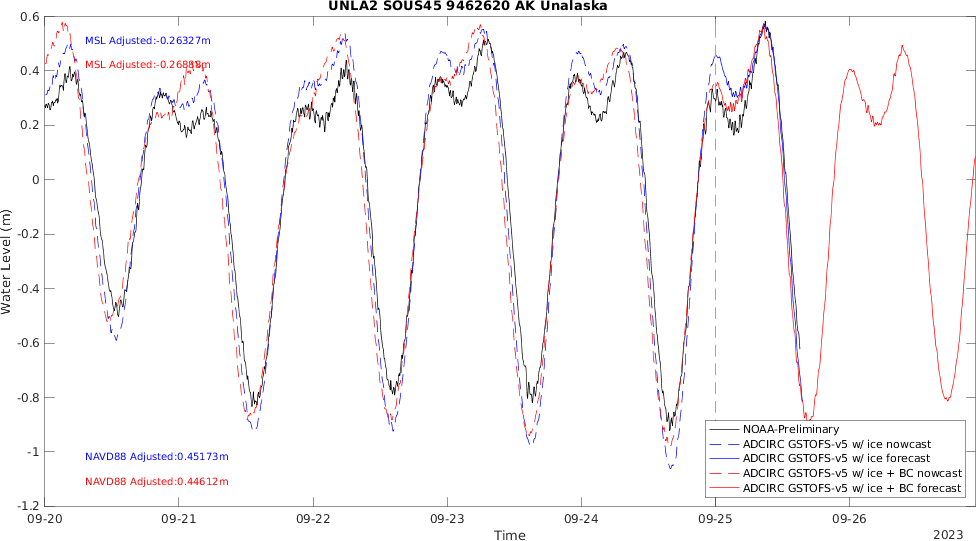 UNLA2 SOUS45 9462620 AK Unalaska
0.6
0.4
0.2
0
-0.2
-0.4
-0.6
-0.8
-1
-1.2
Water Level (m)
MSL Adjusted:-0.26327m
MSL Adjusted:-0.26888m
NAVD88 Adjusted:0.45173m
NAVD88 Adjusted:0.44612m
NOAA-Preliminary
ADCIRC GSTOFS-v5 w/ ice nowcast
ADCIRC GSTOFS-v5 w/ ice forecast
ADCIRC GSTOFS-v5 w/ ice + BC nowcast
ADCIRC GSTOFS-v5 w/ ice + BC forecast
09-20 09-21 09-22 09-23 09-24 09-25 09-26
Time
2023